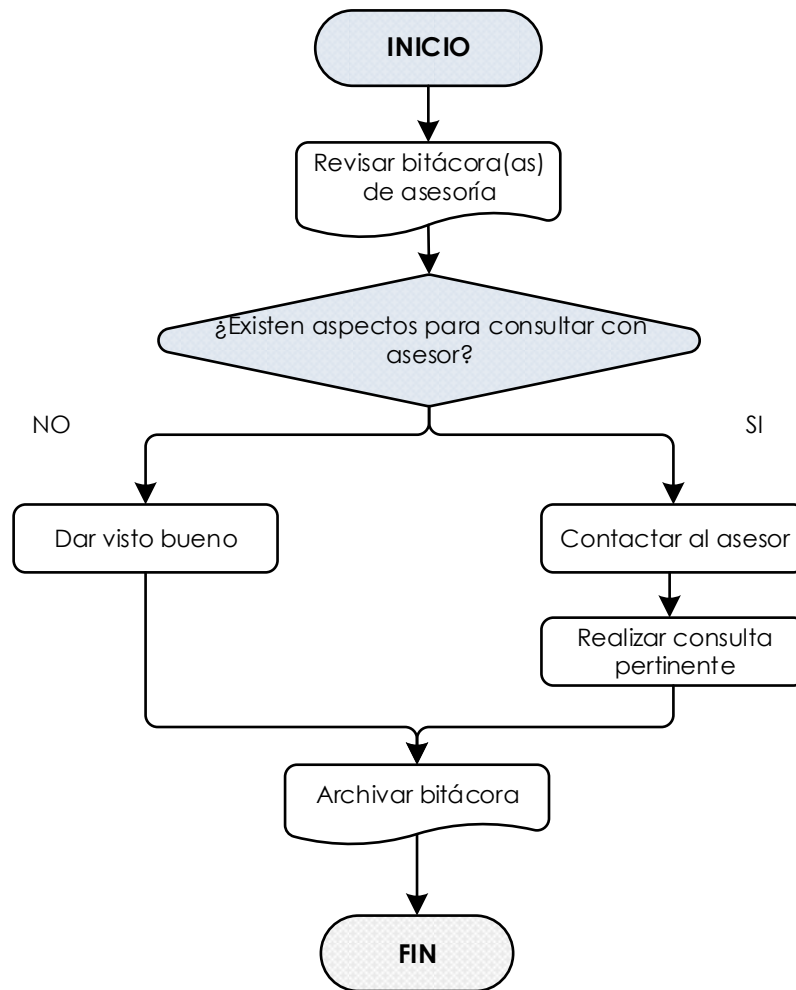 INICIO
Revisar bitácora(as)
de asesoría
¿Existen aspectos para consultar con
asesor?
NO
SI
Dar visto bueno
Contactar al asesor
Realizar consulta
pertinente
Archivar bitácora
FIN